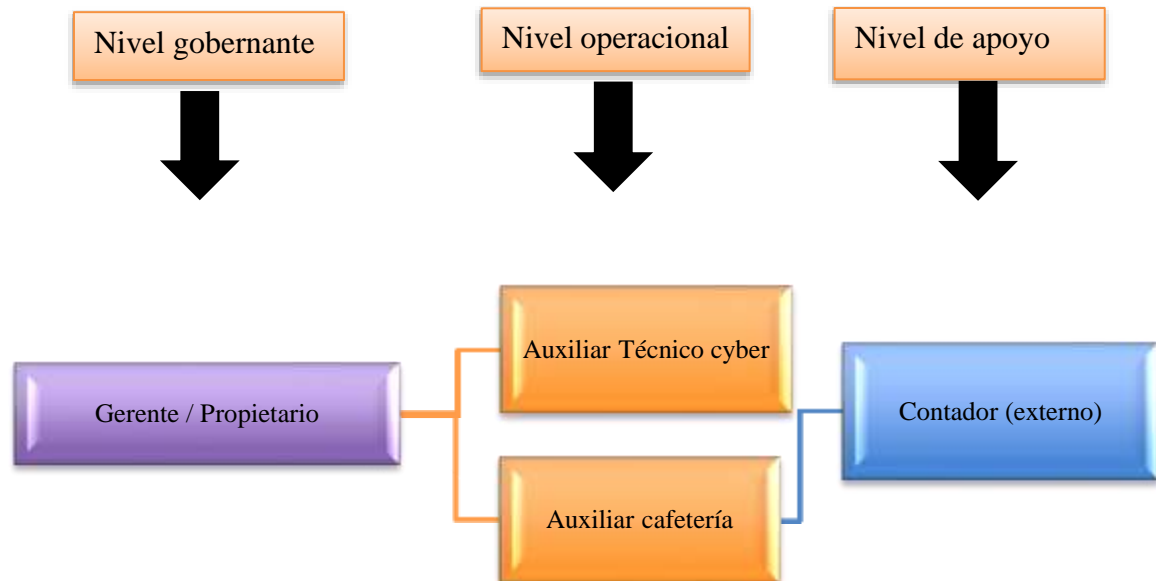 Nivel gobernante
Nivel operacional
Nivel de apoyo
Auxiliar Técnico cyber
Gerente / Propietario
Contador (externo)
Auxiliar cafetería